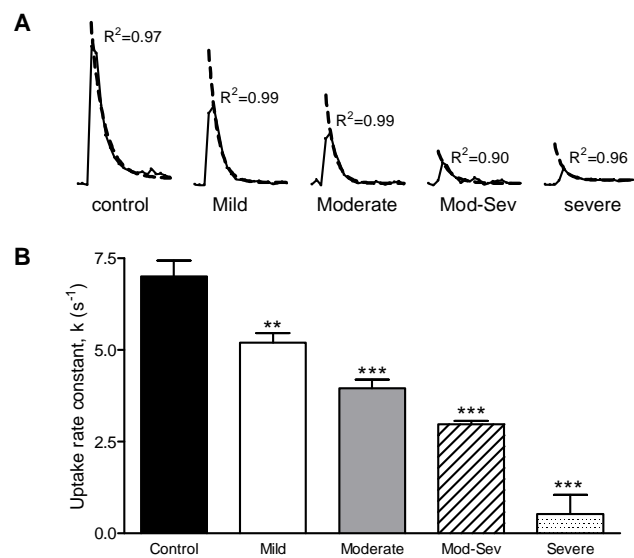 A
R²=0.97
R²=0.99
R²=0.99
R²=0.90
R²=0.96
control Mild Moderate Mod-Sev severe
B
Uptake rate constant, k (s⁻¹)
7.5
5.0
2.5
0.0
**
***
***
***
Control Mild Moderate Mod-Sev Severe